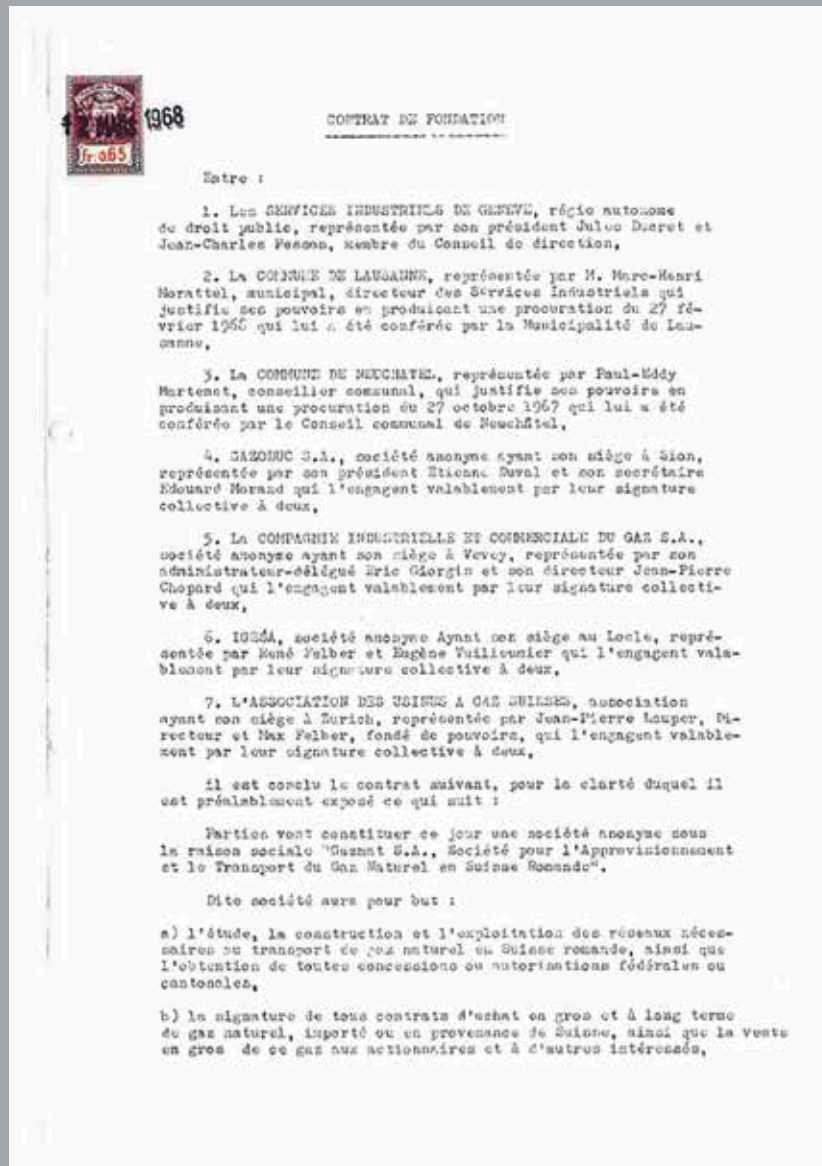 12 MARS 1968
Fr. 0.65
CONTRAT DE FONDATION
Entre :
1. Les SERVICES INDUSTRIELS DE GENEVE, régie autonome
de droit public, représentée par son président Jules Ducret et
Jean-Charles Pesson, membre du Conseil de direction,
2. La COMMUNE DE LAUSANNE, représentée par M. Marc-Henri
Morattel, municipal, directeur des Services Industriels qui
justifie ses pouvoirs en produisant une procuration du 27 fé-
vrier 1968 qui lui a été conférée par la Municipalité de Lau-
sanne,
3. La COMMUNE DE NEUCHATEL, représentée par Paul-Eddy
Martenet, conseiller communal, qui justifie ses pouvoirs en
produisant une procuration du 27 octobre 1967 qui lui a été
conférée par le Conseil communal de Neuchâtel,
4. GAZODUC S.A., société anonyme ayant son siège à Sion,
représentée par son président Etienne Duval et son secrétaire
Edouard Morand qui l'engagent valablement par leur signature
collective à deux,
5. La COMPAGNIE INDUSTRIELLE ET COMMERCIALE DU GAZ S.A.,
société anonyme ayant son siège à Vevey, représentée par son
administrateur-délégué Eric Giorgis et son directeur Jean-Pierre
Chopard qui l'engagent valablement par leur signature collecti-
ve à deux,
6. IGESA, société anonyme Ayant son siège au Locle, repré-
sentée par René Felber et Eugène Vuilleumier qui l'engagent vala-
blement par leur signature collective à deux,
7. L'ASSOCIATION DES USINES A GAZ SUISSES, association
ayant son siège à Zurich, représentée par Jean-Pierre Lauper, Di-
recteur et Max Felber, fondé de pouvoirs, qui l'engagent valable-
ment par leur signature collective à deux,
il est conclu le contrat suivant, pour la clarté duquel il
est préalablement exposé ce qui suit :
Parties vont constituer ce jour une société anonyme sous
la raison sociale "Gaznat S.A., Société pour l'Approvisionnement
et le Transport du Gaz Naturel en Suisse Romande".
Dite société aura pour but :
a) l'étude, la construction et l'exploitation des réseaux néces-
saires au transport de gaz naturel en Suisse romande, ainsi que
l'obtention de toutes concessions ou autorisations fédérales ou
cantonales,
b) la signature de tous contrats d'achat en gros et à long terme
de gaz naturel, importé ou en provenance de Suisse, ainsi que la vente
en gros de ce gaz aux actionnaires et à d'autres intéressés,